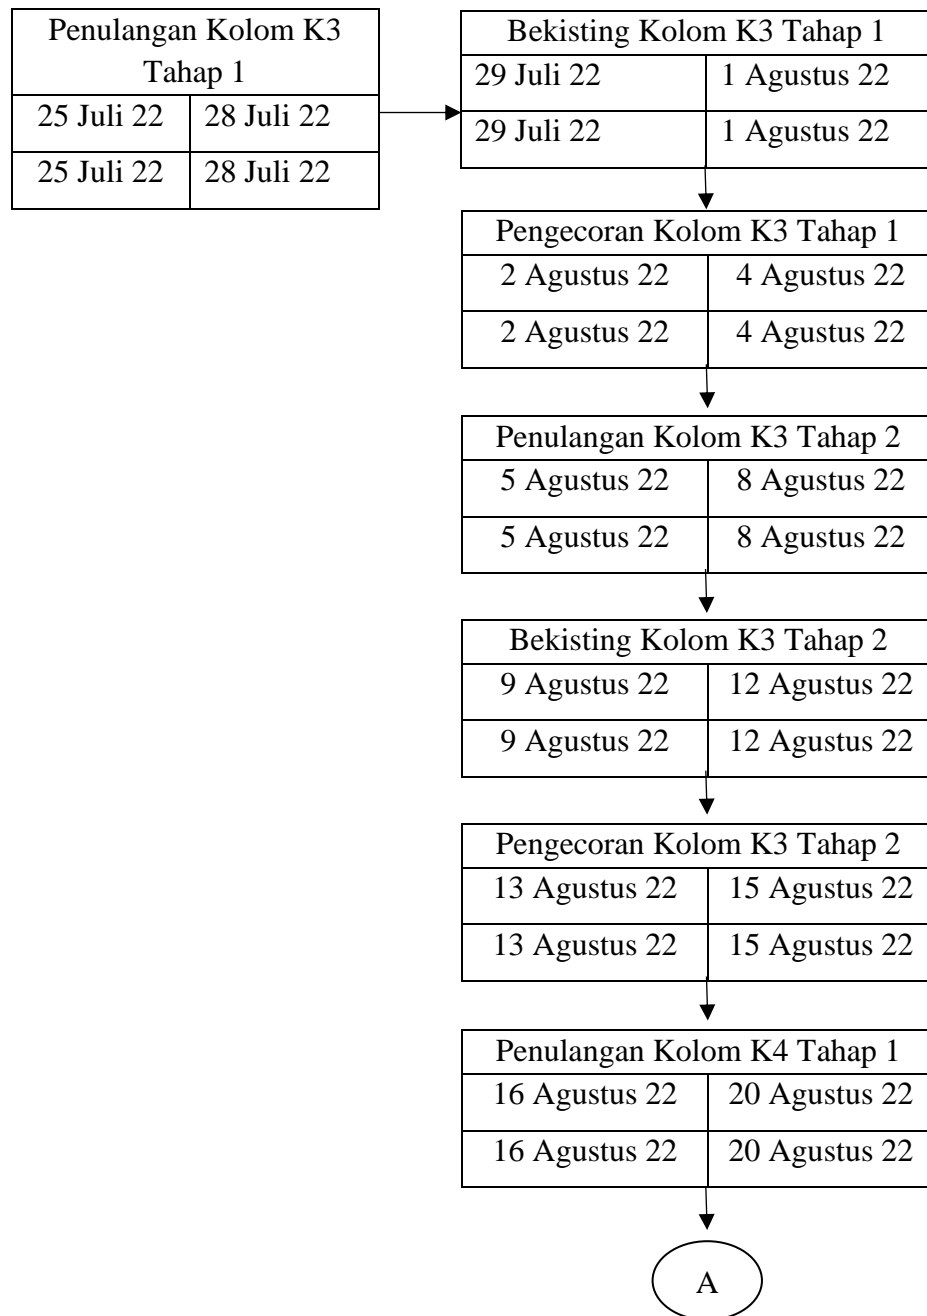 Penulangan Kolom K3
Tahap 1
25 Juli 22 28 Juli 22
25 Juli 22 28 Juli 22
Bekisting Kolom K3 Tahap 1
29 Juli 22 1 Agustus 22
29 Juli 22 1 Agustus 22
Pengecoran Kolom K3 Tahap 1
2 Agustus 22 4 Agustus 22
2 Agustus 22 4 Agustus 22
Penulangan Kolom K3 Tahap 2
5 Agustus 22 8 Agustus 22
5 Agustus 22 8 Agustus 22
Bekisting Kolom K3 Tahap 2
9 Agustus 22 12 Agustus 22
9 Agustus 22 12 Agustus 22
Pengecoran Kolom K3 Tahap 2
13 Agustus 22 15 Agustus 22
13 Agustus 22 15 Agustus 22
Penulangan Kolom K4 Tahap 1
16 Agustus 22 20 Agustus 22
16 Agustus 22 20 Agustus 22
A